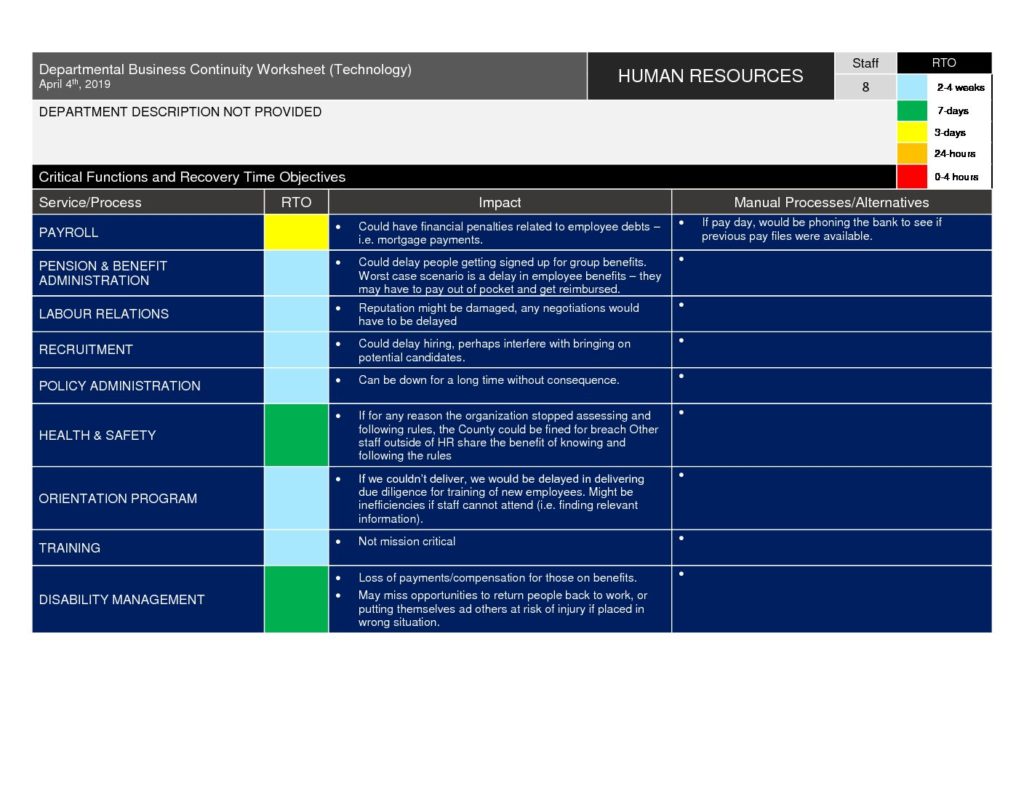 Departmental Business Continuity Worksheet (Technology)
April 4th, 2019
HUMAN RESOURCES
Staff
8
RTO
2-4 weeks
7-days
3-days
24-hours
0-4 hours
DEPARTMENT DESCRIPTION NOT PROVIDED
Critical Functions and Recovery Time Objectives
Service/Process
RTO
Impact
Manual Processes/Alternatives
PAYROLL
• Could have financial penalties related to employee debts –
i.e. mortgage payments.
• If pay day, would be phoning the bank to see if
previous pay files were available.
PENSION & BENEFIT
ADMINISTRATION
• Could delay people getting signed up for group benefits.
Worst case scenario is a delay in employee benefits – they
may have to pay out of pocket and get reimbursed.
•
LABOUR RELATIONS
• Reputation might be damaged, any negotiations would
have to be delayed
•
RECRUITMENT
• Could delay hiring, perhaps interfere with bringing on
potential candidates.
•
POLICY ADMINISTRATION
• Can be down for a long time without consequence.
•
HEALTH & SAFETY
• If for any reason the organization stopped assessing and
following rules, the County could be fined for breach Other
staff outside of HR share the benefit of knowing and
following the rules
•
ORIENTATION PROGRAM
• If we couldn’t deliver, we would be delayed in delivering
due diligence for training of new employees. Might be
inefficiencies if staff cannot attend (i.e. finding relevant
information).
•
TRAINING
• Not mission critical
•
DISABILITY MANAGEMENT
• Loss of payments/compensation for those on benefits.
• May miss opportunities to return people back to work, or
putting themselves ad others at risk of injury if placed in
wrong situation.
•